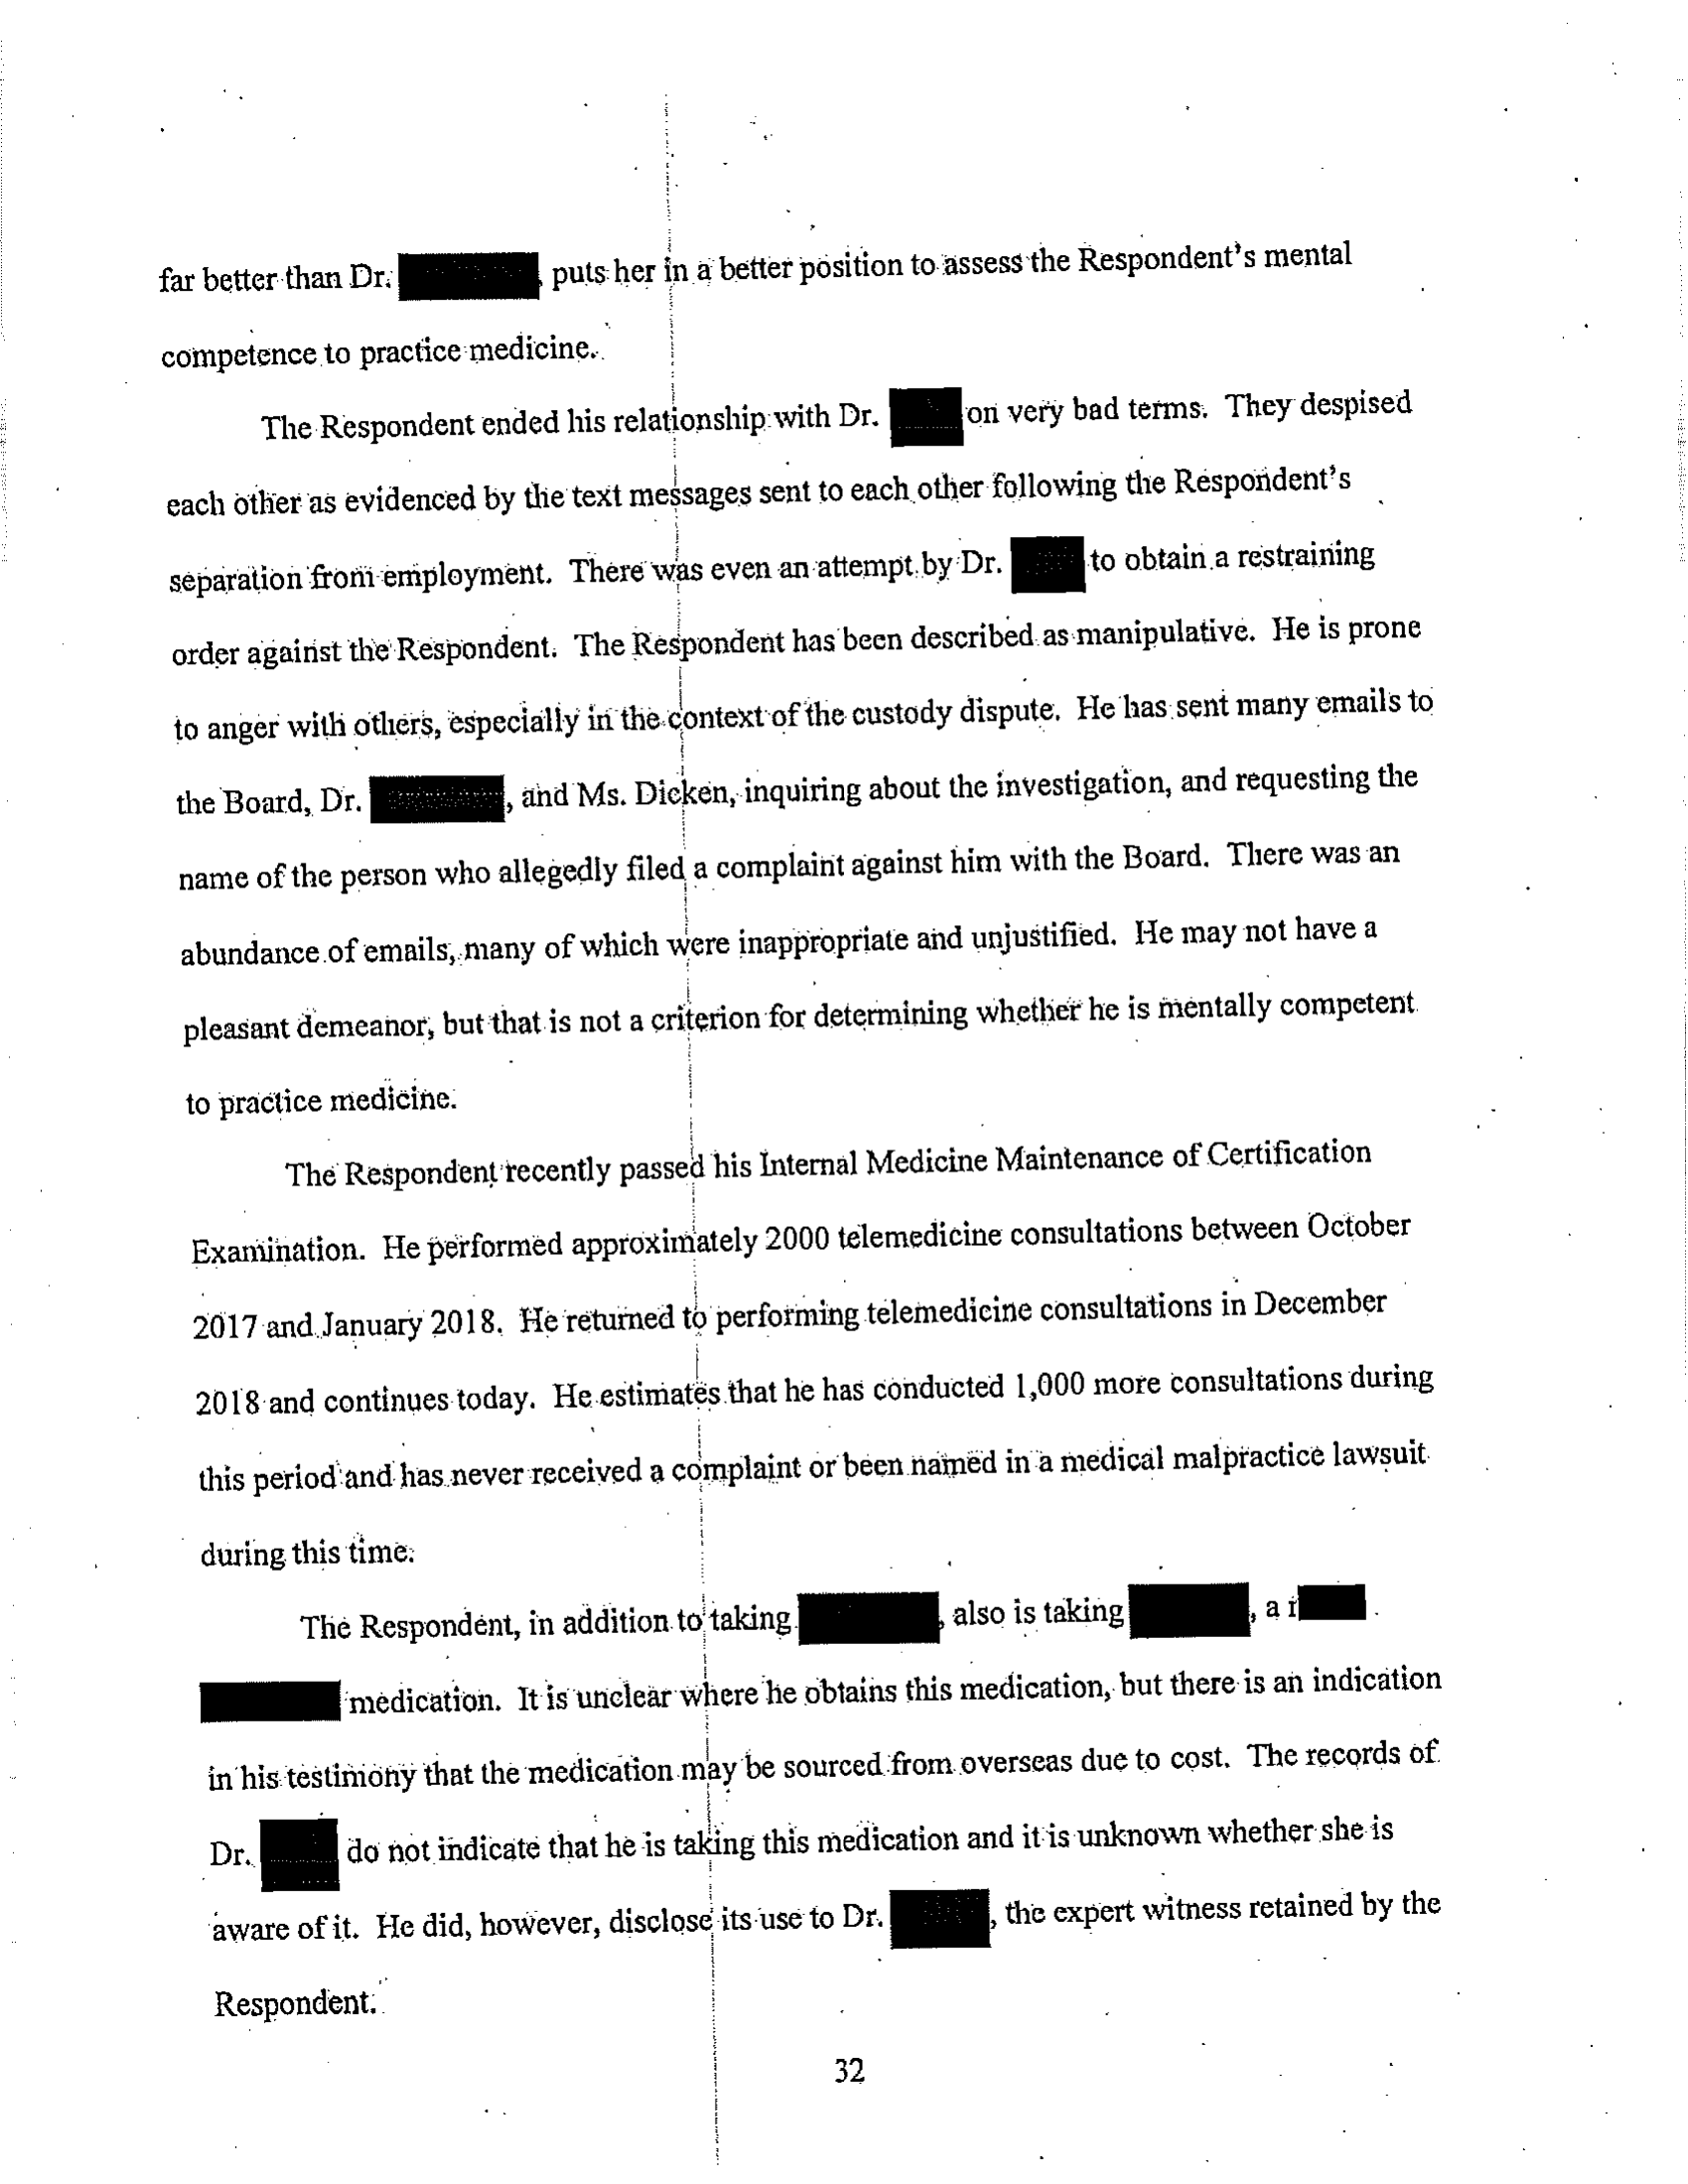 far better than Dr. , puts her in a better position to assess the Respondent's mental
competence to practice medicine.
The Respondent ended his relationship with Dr. on very bad terms. They despised
each other as evidenced by the text messages sent to each other following the Respondent's
separation from employment. There was even an attempt by Dr. to obtain a restraining
order against the Respondent. The Respondent has been described as manipulative. He is prone
to anger with others, especially in the context of the custody dispute. He has sent many emails to
the Board, Dr. , and Ms. Dicken, inquiring about the investigation, and requesting the
name of the person who allegedly filed a complaint against him with the Board. There was an
abundance of emails, many of which were inappropriate and unjustified. He may not have a
pleasant demeanor, but that is not a criterion for determining whether he is mentally competent
to practice medicine.
The Respondent recently passed his Internal Medicine Maintenance of Certification
Examination. He performed approximately 2000 telemedicine consultations between October
2017 and January 2018. He returned to performing telemedicine consultations in December
2018 and continues today. He estimates that he has conducted 1,000 more consultations during
this period and has never received a complaint or been named in a medical malpractice lawsuit
during this time.
The Respondent, in addition to taking , also is taking , a r
medication. It is unclear where he obtains this medication, but there is an indication
in his testimony that the medication may be sourced from overseas due to cost. The records of
Dr. do not indicate that he is taking this medication and it is unknown whether she is
aware of it. He did, however, disclose its use to Dr. , the expert witness retained by the
Respondent.
32